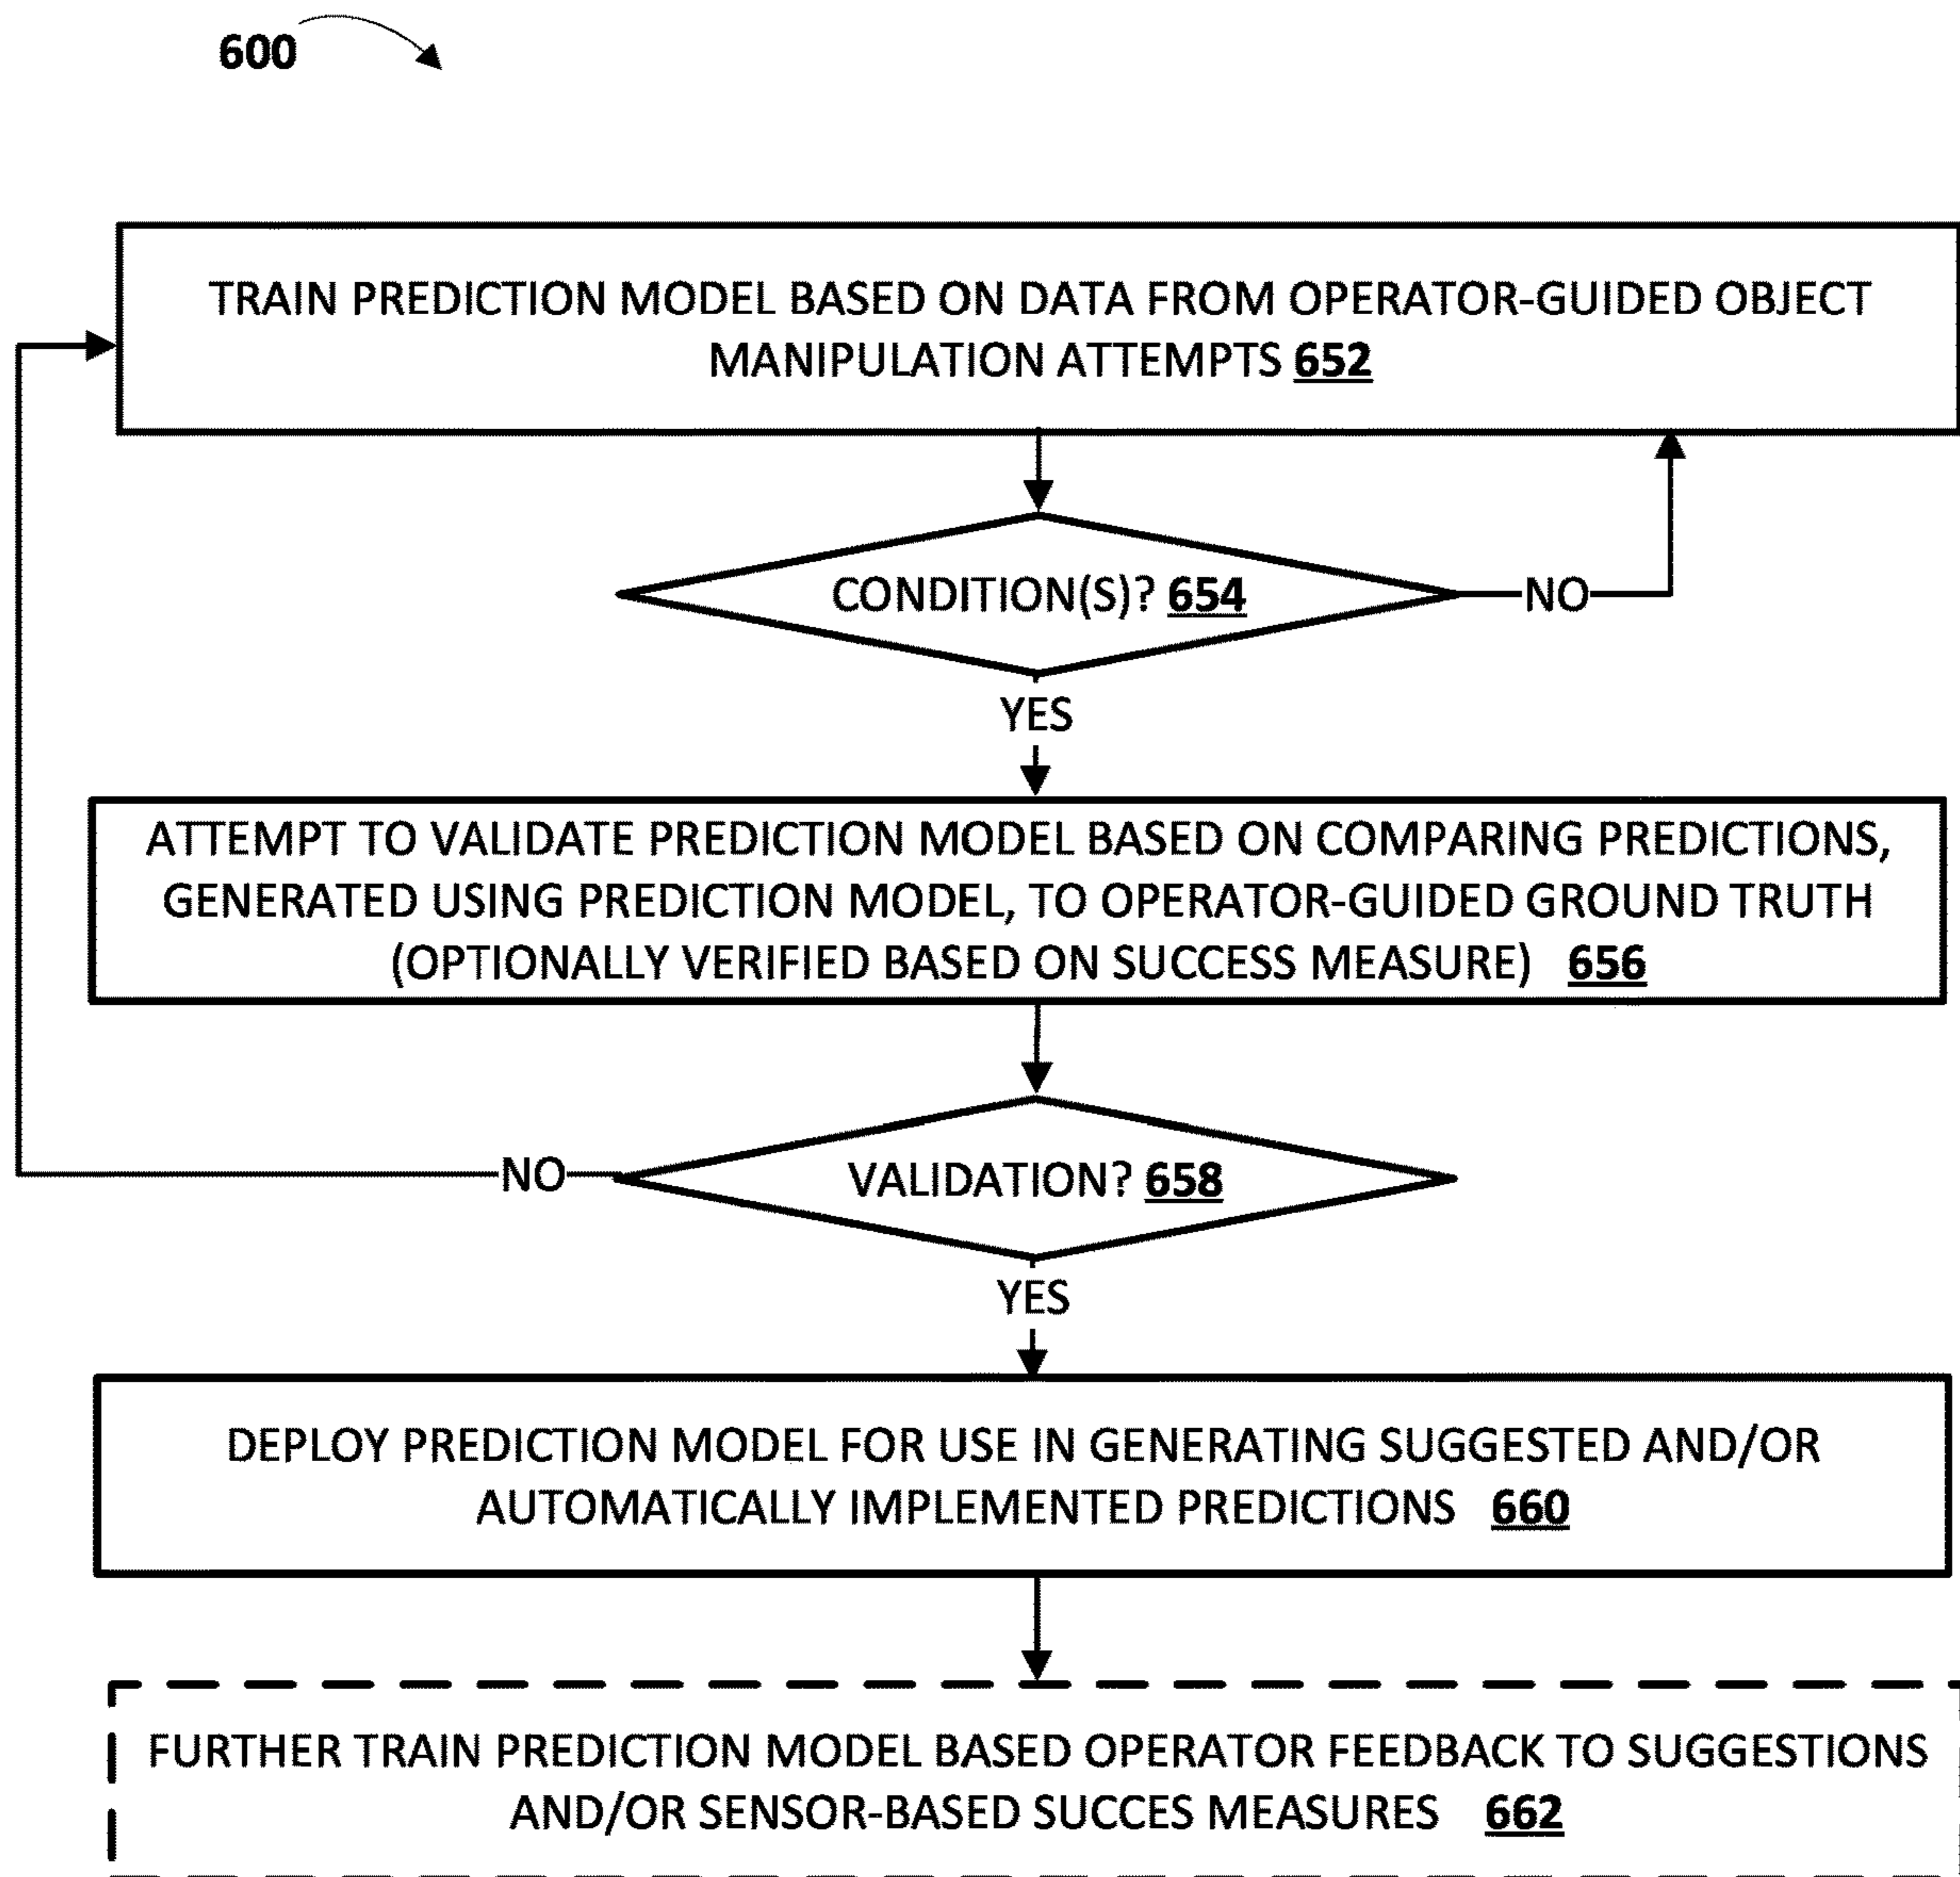 600
TRAIN PREDICTION MODEL BASED ON DATA FROM OPERATOR-GUIDED OBJECT
MANIPULATION ATTEMPTS 652
CONDITION(S)? 654
NO
YES
ATTEMPT TO VALIDATE PREDICTION MODEL BASED ON COMPARING PREDICTIONS,
GENERATED USING PREDICTION MODEL, TO OPERATOR-GUIDED GROUND TRUTH
(OPTIONALLY VERIFIED BASED ON SUCCESS MEASURE) 656
NO
VALIDATION? 658
YES
DEPLOY PREDICTION MODEL FOR USE IN GENERATING SUGGESTED AND/OR
AUTOMATICALLY IMPLEMENTED PREDICTIONS 660
FURTHER TRAIN PREDICTION MODEL BASED OPERATOR FEEDBACK TO SUGGESTIONS
AND/OR SENSOR-BASED SUCCES MEASURES 662